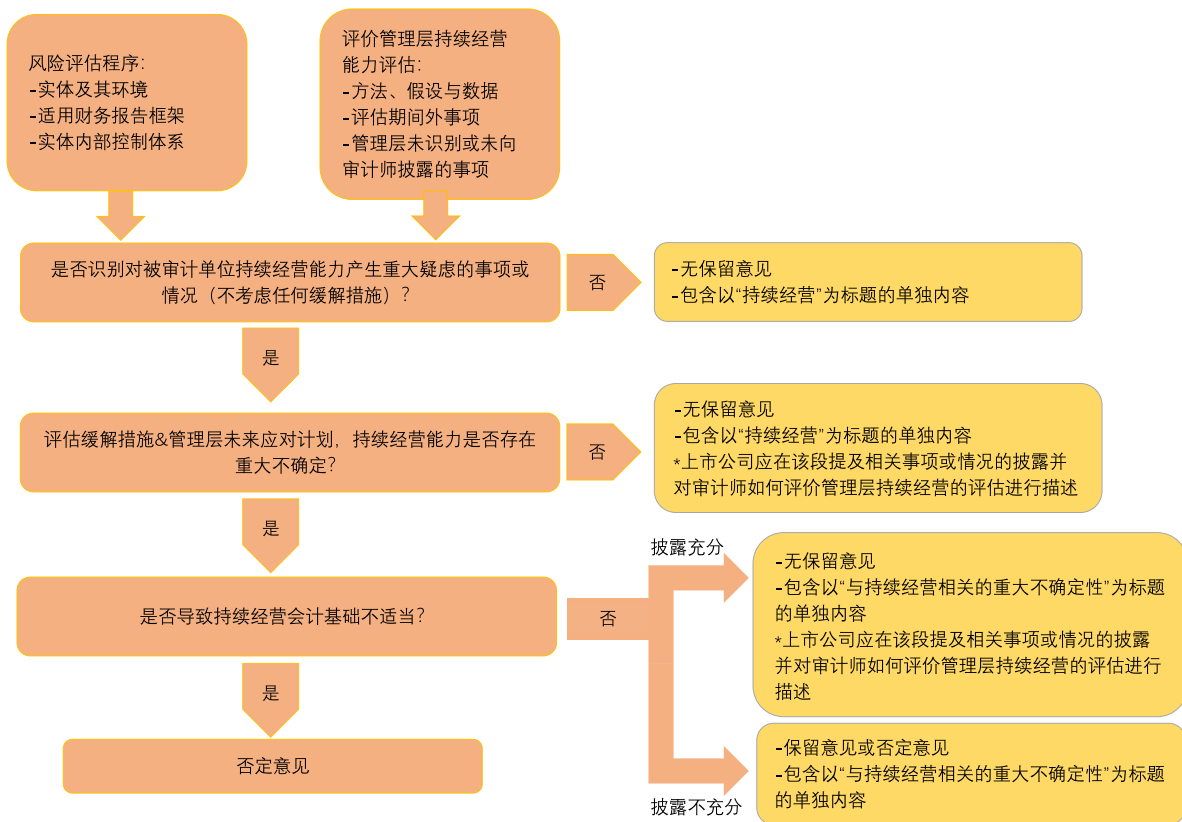 风险评估程序:
-实体及其环境
-适用财务报告框架
-实体内部控制体系
评价管理层持续经营
能力评估:
-方法、假设与数据
-评估期间外事项
-管理层未识别或未向
审计师披露的事项
是否识别对被审计单位持续经营能力产生重大疑虑的事项或
情况（不考虑任何缓解措施）?
否
-无保留意见
-包含以“持续经营”为标题的单独内容
是
评估缓解措施&管理层未来应对计划，持续经营能力是否存在
重大不确定?
否
-无保留意见
-包含以“持续经营”为标题的单独内容
*上市公司应在该段提及相关事项或情况的披露并
对审计师如何评价管理层持续经营的评估进行描述
是
是否导致持续经营会计基础不适当?
否
披露充分
-无保留意见
-包含以“与持续经营相关的重大不确定性”为标题
的单独内容
*上市公司应在该段提及相关事项或情况的披露
并对审计师如何评价管理层持续经营的评估进行
描述
是
否定意见
披露不充分
-保留意见或否定意见
-包含以“与持续经营相关的重大不确定性”为标题
的单独内容